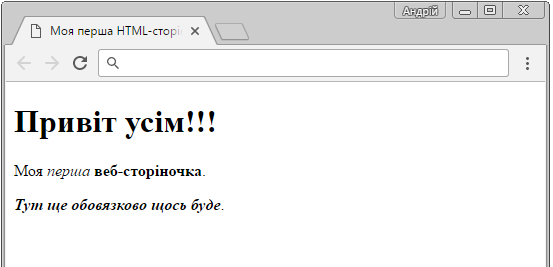 Андрій
Моя перша HTML-сторі
Привіт усім!!!
Моя перша веб-сторіночка.
Тут ще обовязково щось буде.